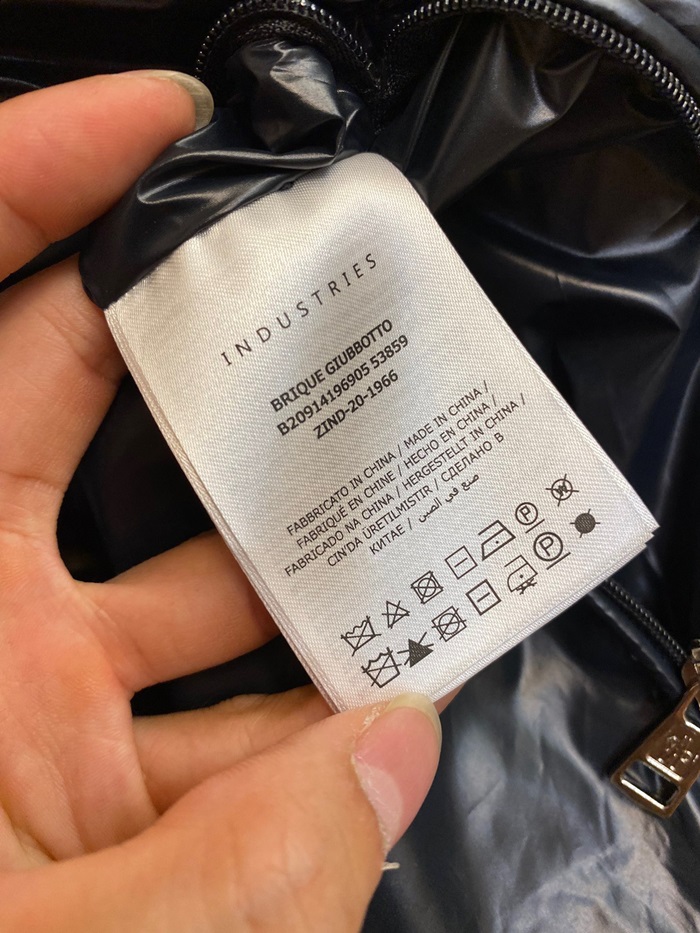 INDUSTRIES
BRIQUE GIUBBOTTO
B20914196905 53859
ZIND-20-1966
FABBRICATO IN CHINA / MADE IN CHINA /
FABRIQUÉ EN CHINE / HECHO EN CHINA /
FABRICADO NA CHINA / HERGESTELLT IN CHINA /
CIN'DA URETILMISTIR / СДЕЛАНО В
КИТАЕ / صنع في الصين
P W
P